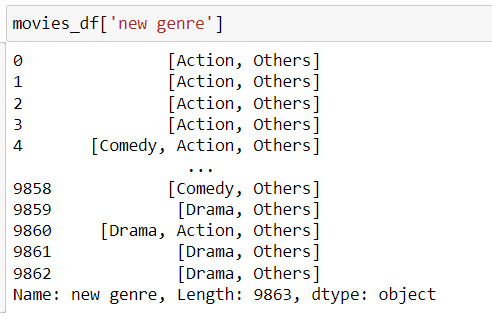 movies_df['new genre']
0 [Action, Others]
1 [Action, Others]
2 [Action, Others]
3 [Action, Others]
4 [Comedy, Action, Others]
...
9858 [Comedy, Others]
9859 [Drama, Others]
9860 [Drama, Action, Others]
9861 [Drama, Others]
9862 [Drama, Others]
Name: new genre, Length: 9863, dtype: object